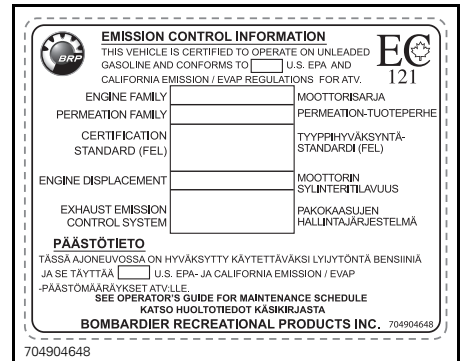 EMISSION CONTROL INFORMATION
THIS VEHICLE IS CERTIFIED TO OPERATE ON UNLEADED
GASOLINE AND CONFORMS TO U.S. EPA AND
CALIFORNIA EMISSION / EVAP REGULATIONS FOR ATV.
BRP
EC
121
ENGINE FAMILY MOOTTORISARJA
PERMEATION FAMILY PERMEATION-TUOTEPERHE
CERTIFICATION TYYPPIHYVÄKSYNTÄ-
STANDARD (FEL) STANDARDI (FEL)
ENGINE DISPLACEMENT MOOTTORIN
SYLINTERITILAVUUS
EXHAUST EMISSION PAKOKAASUJEN
CONTROL SYSTEM HALLINTAJÄRJESTELMÄ
PÄÄSTÖTIETO
TÄSSÄ AJONEUVOSSA ON HYVÄKSYTTY KÄYTETTÄVÄKSI LYIJYTÖNTÄ BENSIINIÄ
JA SE TÄYTTÄÄ U.S. EPA- JA CALIFORNIA EMISSION / EVAP
-PÄÄSTÖMÄÄRÄYKSET ATV:LLE.
SEE OPERATOR'S GUIDE FOR MAINTENANCE SCHEDULE
KATSO HUOLTOTIEDOT KÄSIKIRJASTA
BOMBARDIER RECREATIONAL PRODUCTS INC. 704904648
704904648